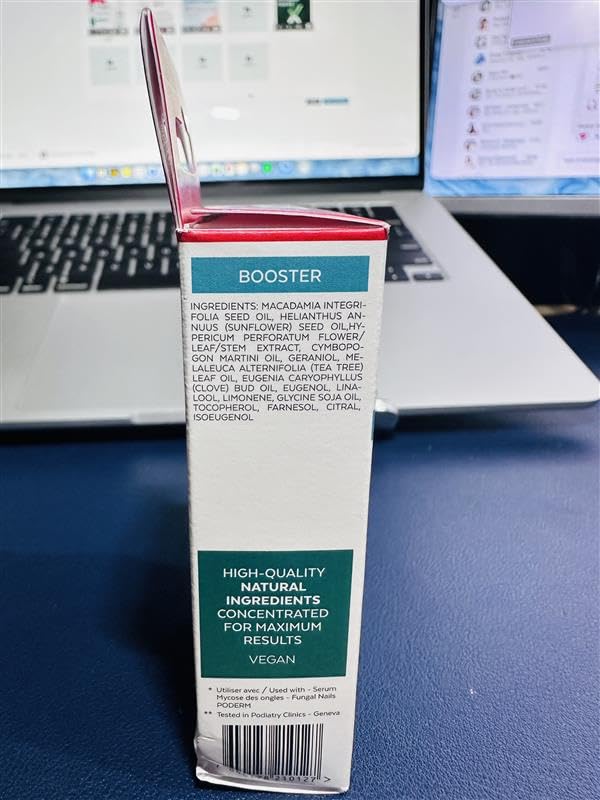 BOOSTER
INGREDIENTS: MACADAMIA INTEGRI-
FOLIA SEED OIL, HELIANTHUS AN-
NUUS (SUNFLOWER) SEED OIL,HY-
PERICUM PERFORATUM FLOWER/
LEAF/STEM EXTRACT, CYMBOPO-
GON MARTINI OIL, GERANIOL, ME-
LALEUCA ALTERNIFOLIA (TEA TREE)
LEAF OIL, EUGENIA CARYOPHYLLUS
(CLOVE) BUD OIL, EUGENOL, LINA-
LOOL, LIMONENE, GLYCINE SOJA OIL,
TOCOPHEROL, FARNESOL, CITRAL,
ISOEUGENOL
HIGH-QUALITY
NATURAL
INGREDIENTS
CONCENTRATED
FOR MAXIMUM
RESULTS
VEGAN
* Utiliser avec / Used with - Serum
Mycose des ongles - Fungal Nails
PODERM
** Tested in Podiatry Clinics - Geneva
210127 >